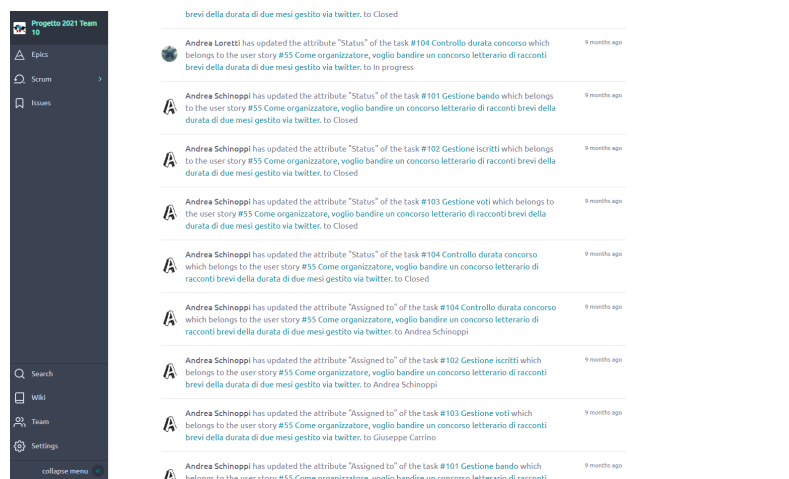 Progetto 2021 Team
10
Epics
Scrum
Issues
Search
Wiki
Team
Settings
collapse menu
brevi della durata di due mesi gestito via twitter. to Closed
Andrea Loretti has updated the attribute "Status" of the task #104 Controllo durata concorso which
belongs to the user story #55 Come organizzatore, voglio bandire un concorso letterario di racconti
brevi della durata di due mesi gestito via twitter. to In progress
9 months ago
Andrea Schinoppi has updated the attribute "Status" of the task #101 Gestione bando which belongs
to the user story #55 Come organizzatore, voglio bandire un concorso letterario di racconti brevi della
durata di due mesi gestito via twitter. to Closed
9 months ago
Andrea Schinoppi has updated the attribute "Status" of the task #102 Gestione iscritti which belongs
to the user story #55 Come organizzatore, voglio bandire un concorso letterario di racconti brevi della
durata di due mesi gestito via twitter. to Closed
9 months ago
Andrea Schinoppi has updated the attribute "Status" of the task #103 Gestione voti which belongs to
the user story #55 Come organizzatore, voglio bandire un concorso letterario di racconti brevi della
durata di due mesi gestito via twitter. to Closed
9 months ago
Andrea Schinoppi has updated the attribute "Status" of the task #104 Controllo durata concorso
which belongs to the user story #55 Come organizzatore, voglio bandire un concorso letterario di
racconti brevi della durata di due mesi gestito via twitter. to Closed
9 months ago
Andrea Schinoppi has updated the attribute "Assigned to" of the task #104 Controllo durata concorso
which belongs to the user story #55 Come organizzatore, voglio bandire un concorso letterario di
racconti brevi della durata di due mesi gestito via twitter. to Andrea Schinoppi
9 months ago
Andrea Schinoppi has updated the attribute "Assigned to" of the task #102 Gestione iscritti which
belongs to the user story #55 Come organizzatore, voglio bandire un concorso letterario di racconti
brevi della durata di due mesi gestito via twitter. to Andrea Schinoppi
9 months ago
Andrea Schinoppi has updated the attribute "Assigned to" of the task #103 Gestione voti which
belongs to the user story #55 Come organizzatore, voglio bandire un concorso letterario di racconti
brevi della durata di due mesi gestito via twitter. to Giuseppe Carrino
9 months ago
Andrea Schinoppi has updated the attribute "Assigned to" of the task #101 Gestione bando which
belongs to the user story #55 Come organizzatore, voglio bandire un concorso letterario di racconti
9 months ago